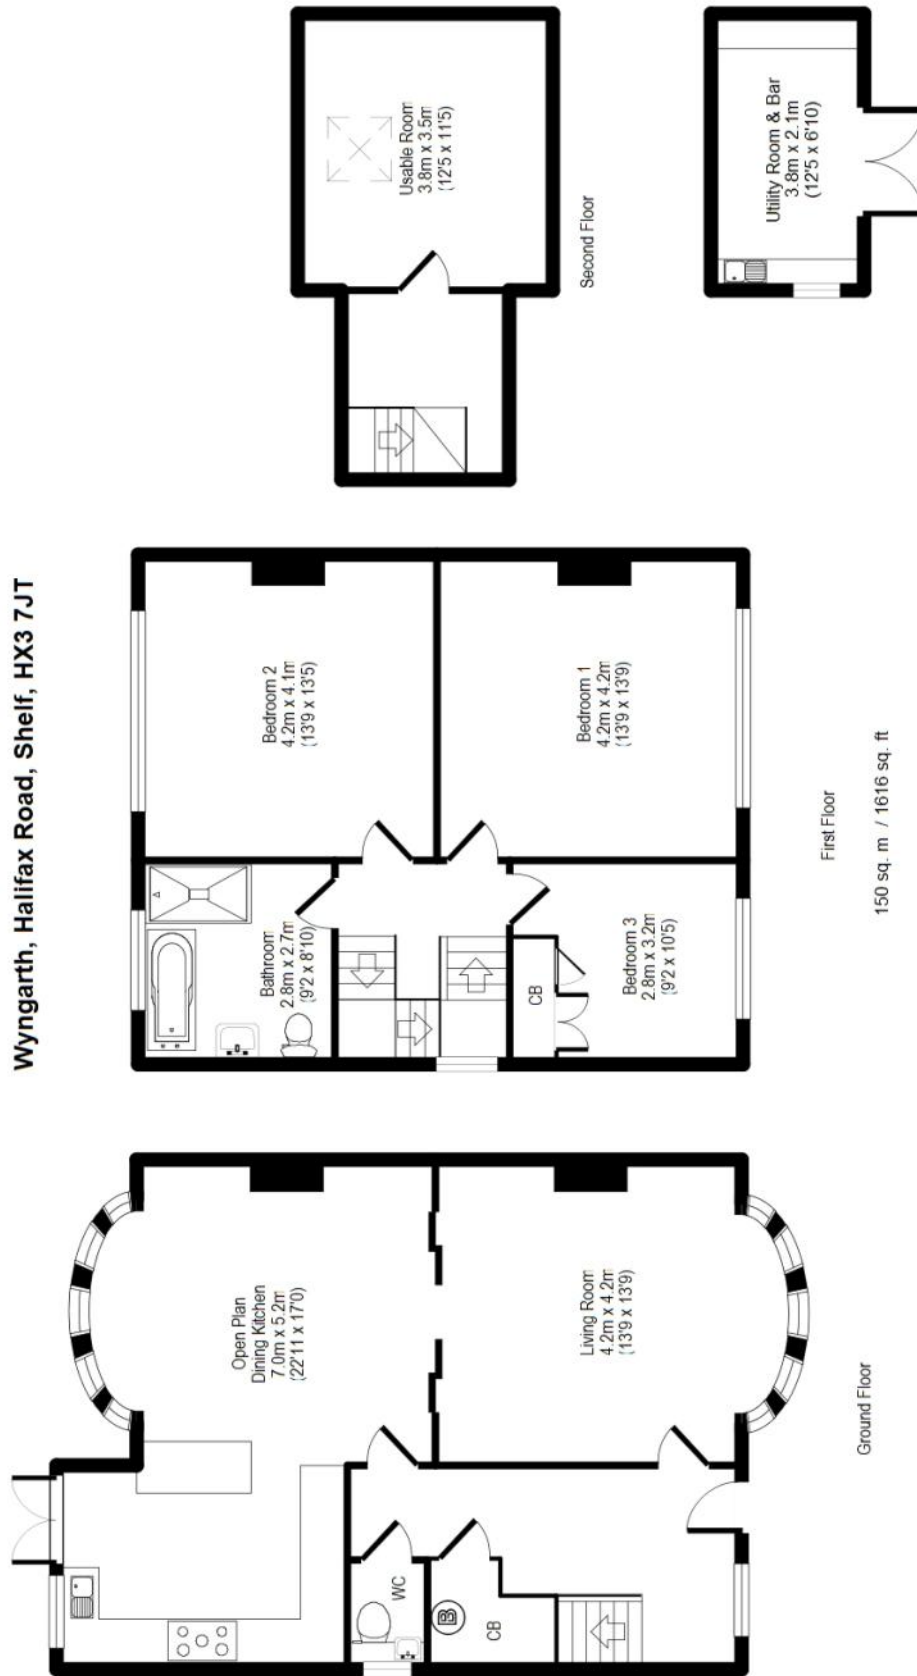 Wyngarth, Halifax Road, Shelf, HX3 7JT
Open Plan
Dining Kitchen
7.0m x 5.2m
(22'11 x 17'0)
WC
B
CB
Living Room
4.2m x 4.2m
(13'9 x 13'9)
Ground Floor
Bathroom
2.8m x 2.7m
(9'2 x 8'10)
Bedroom 2
4.2m x 4.1m
(13'9 x 13'5)
CB
Bedroom 3
2.8m x 3.2m
(9'2 x 10'5)
Bedroom 1
4.2m x 4.2m
(13'9 x 13'9)
First Floor
150 sq. m / 1616 sq. ft
Usable Room
3.8m x 3.5m
(12'5 x 11'5)
Second Floor
Utility Room & Bar
3.8m x 2.1m
(12'5 x 6'10)